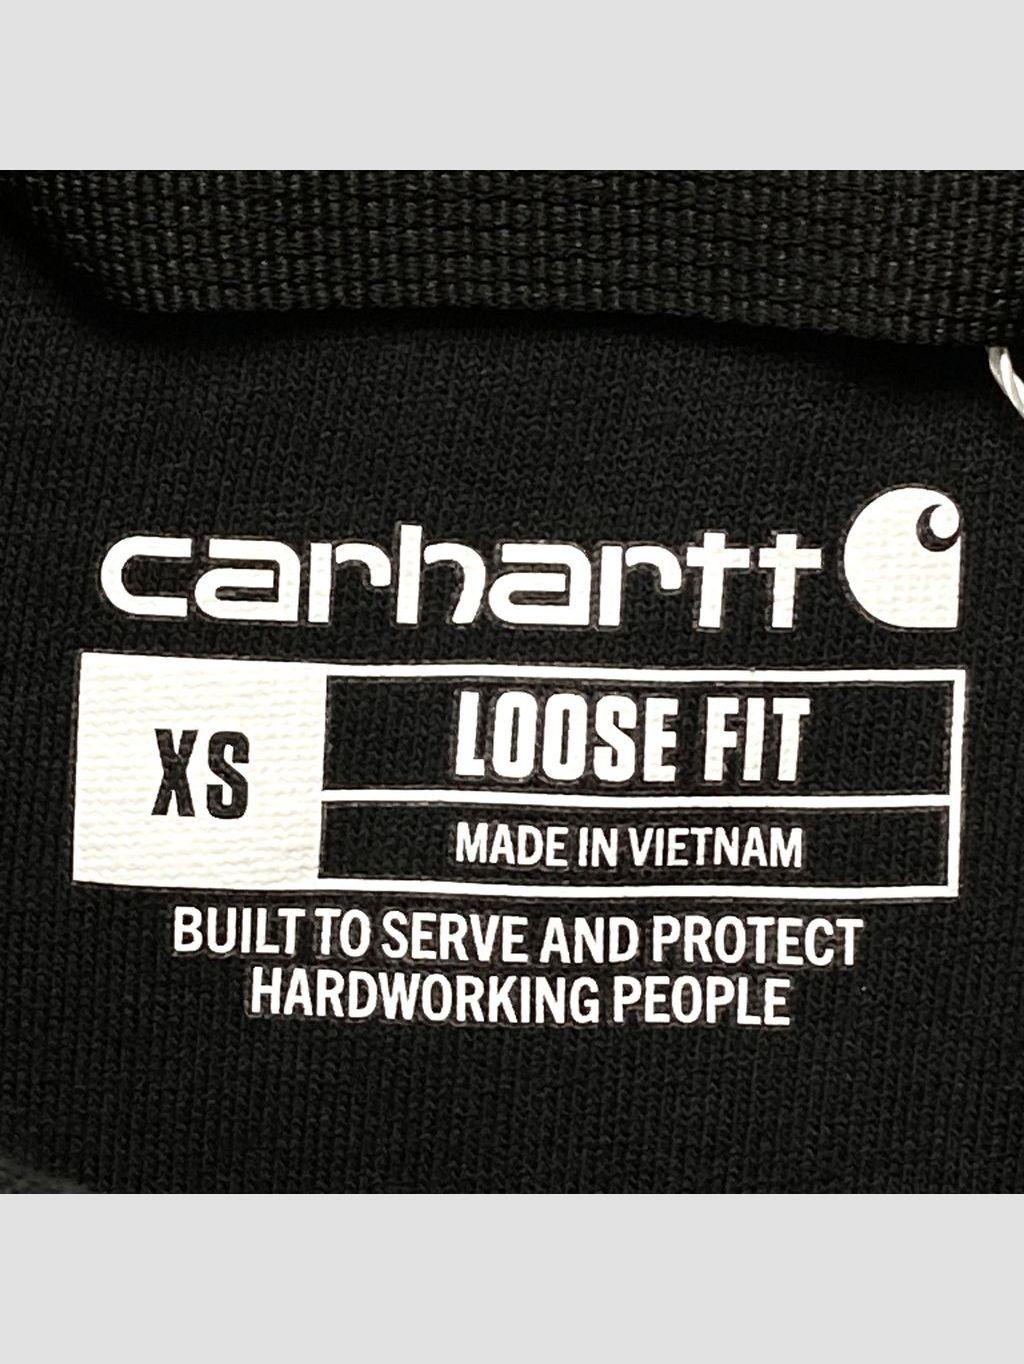 carhartt
XS
LOOSE FIT
MADE IN VIETNAM
BUILT TO SERVE AND PROTECT
HARDWORKING PEOPLE